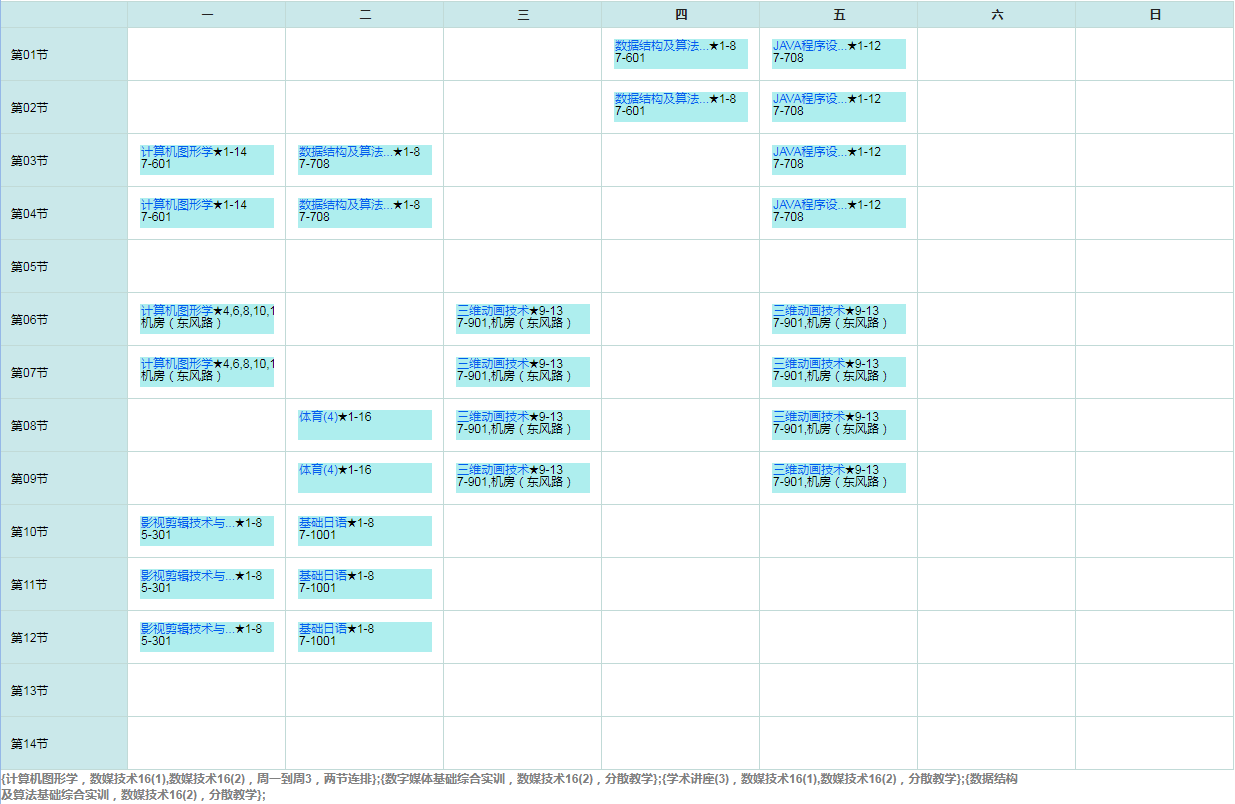 一 二 三 四 五 六 日
第01节 数据结构及算法...★1-8 JAVA程序设...★1-12
7-601 7-708
第02节 数据结构及算法...★1-8 JAVA程序设...★1-12
7-601 7-708
第03节 计算机图形学★1-14 数据结构及算法...★1-8 JAVA程序设...★1-12
7-601 7-708 7-708
第04节 计算机图形学★1-14 数据结构及算法...★1-8 JAVA程序设...★1-12
7-601 7-708 7-708
第05节
第06节 计算机图形学★4,6,8,10,1 三维动画技术★9-13 三维动画技术★9-13
机房（东风路） 7-901,机房（东风路） 7-901,机房（东风路）
第07节 计算机图形学★4,6,8,10,1 三维动画技术★9-13 三维动画技术★9-13
机房（东风路） 7-901,机房（东风路） 7-901,机房（东风路）
第08节 体育(4)★1-16 三维动画技术★9-13 三维动画技术★9-13
7-901,机房（东风路） 7-901,机房（东风路）
第09节 体育(4)★1-16 三维动画技术★9-13 三维动画技术★9-13
7-901,机房（东风路） 7-901,机房（东风路）
第10节 影视剪辑技术与...★1-8 基础日语★1-8
5-301 7-1001
第11节 影视剪辑技术与...★1-8 基础日语★1-8
5-301 7-1001
第12节 影视剪辑技术与...★1-8 基础日语★1-8
5-301 7-1001
第13节
第14节
{计算机图形学，数媒技术16(1),数媒技术16(2)，周一到周3，两节连排};{数字媒体基础综合实训，数媒技术16(2)，分散教学};{学术讲座(3)，数媒技术16(1),数媒技术16(2)，分散教学};{数据结构
及算法基础综合实训，数媒技术16(2)，分散教学};